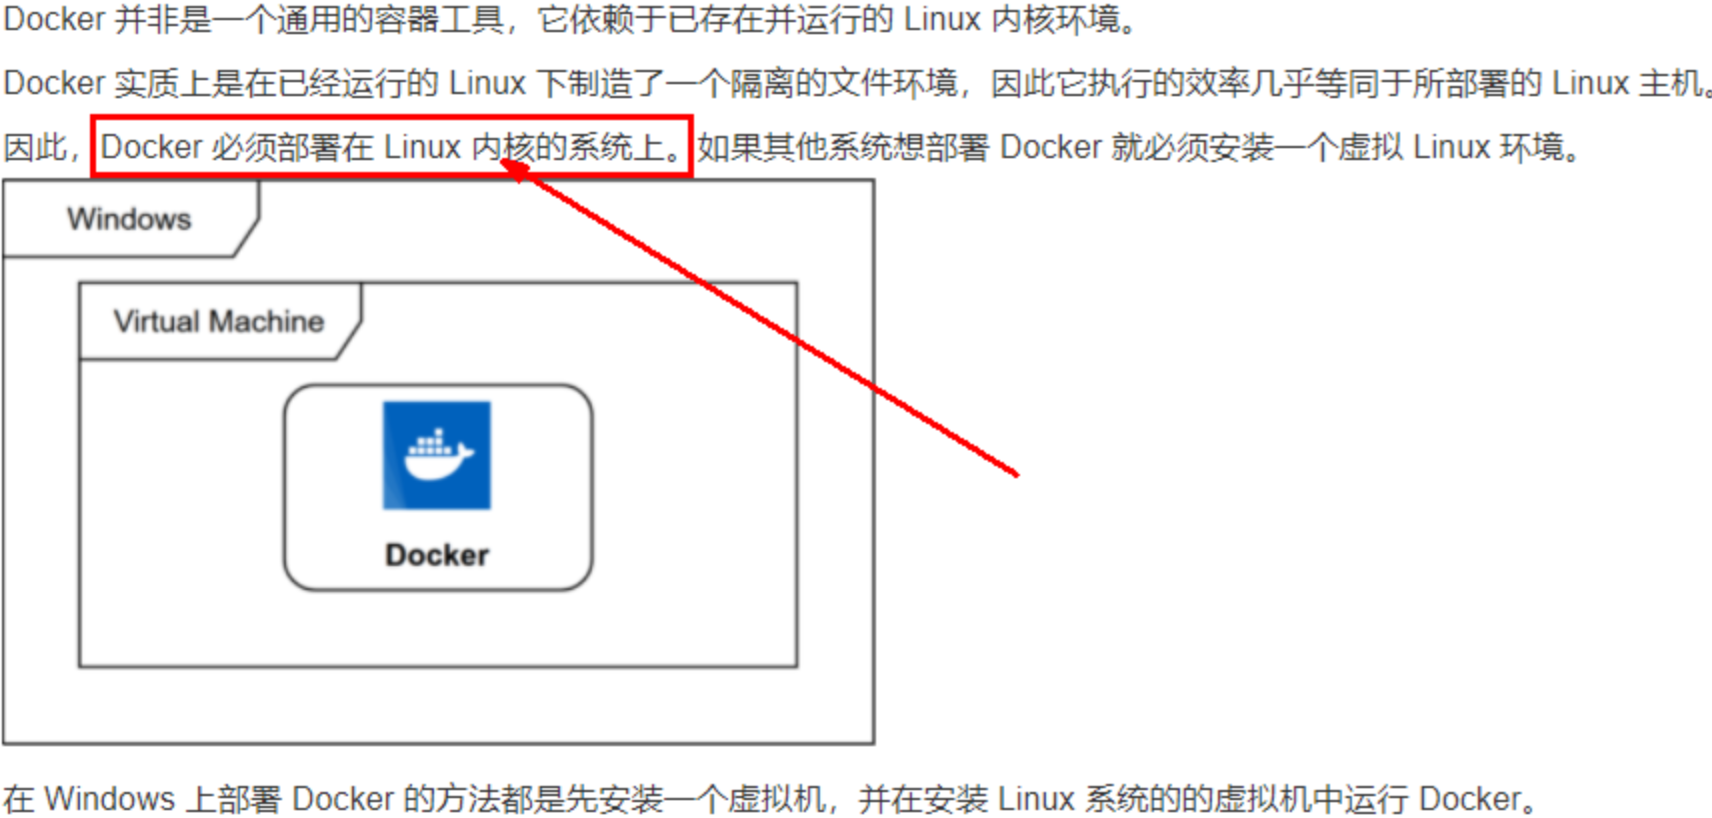 Docker 并非是一个通用的容器工具，它依赖于已存在并运行的 Linux 内核环境。
Docker 实质上是在已经运行的 Linux 下制造了一个隔离的文件环境，因此它执行的效率几乎等同于所部署的 Linux 主机。
因此，Docker 必须部署在 Linux 内核的系统上。如果其他系统想部署 Docker 就必须安装一个虚拟 Linux 环境。
Windows
Virtual Machine
Docker
在 Windows 上部署 Docker 的方法都是先安装一个虚拟机，并在安装 Linux 系统的的虚拟机中运行 Docker。